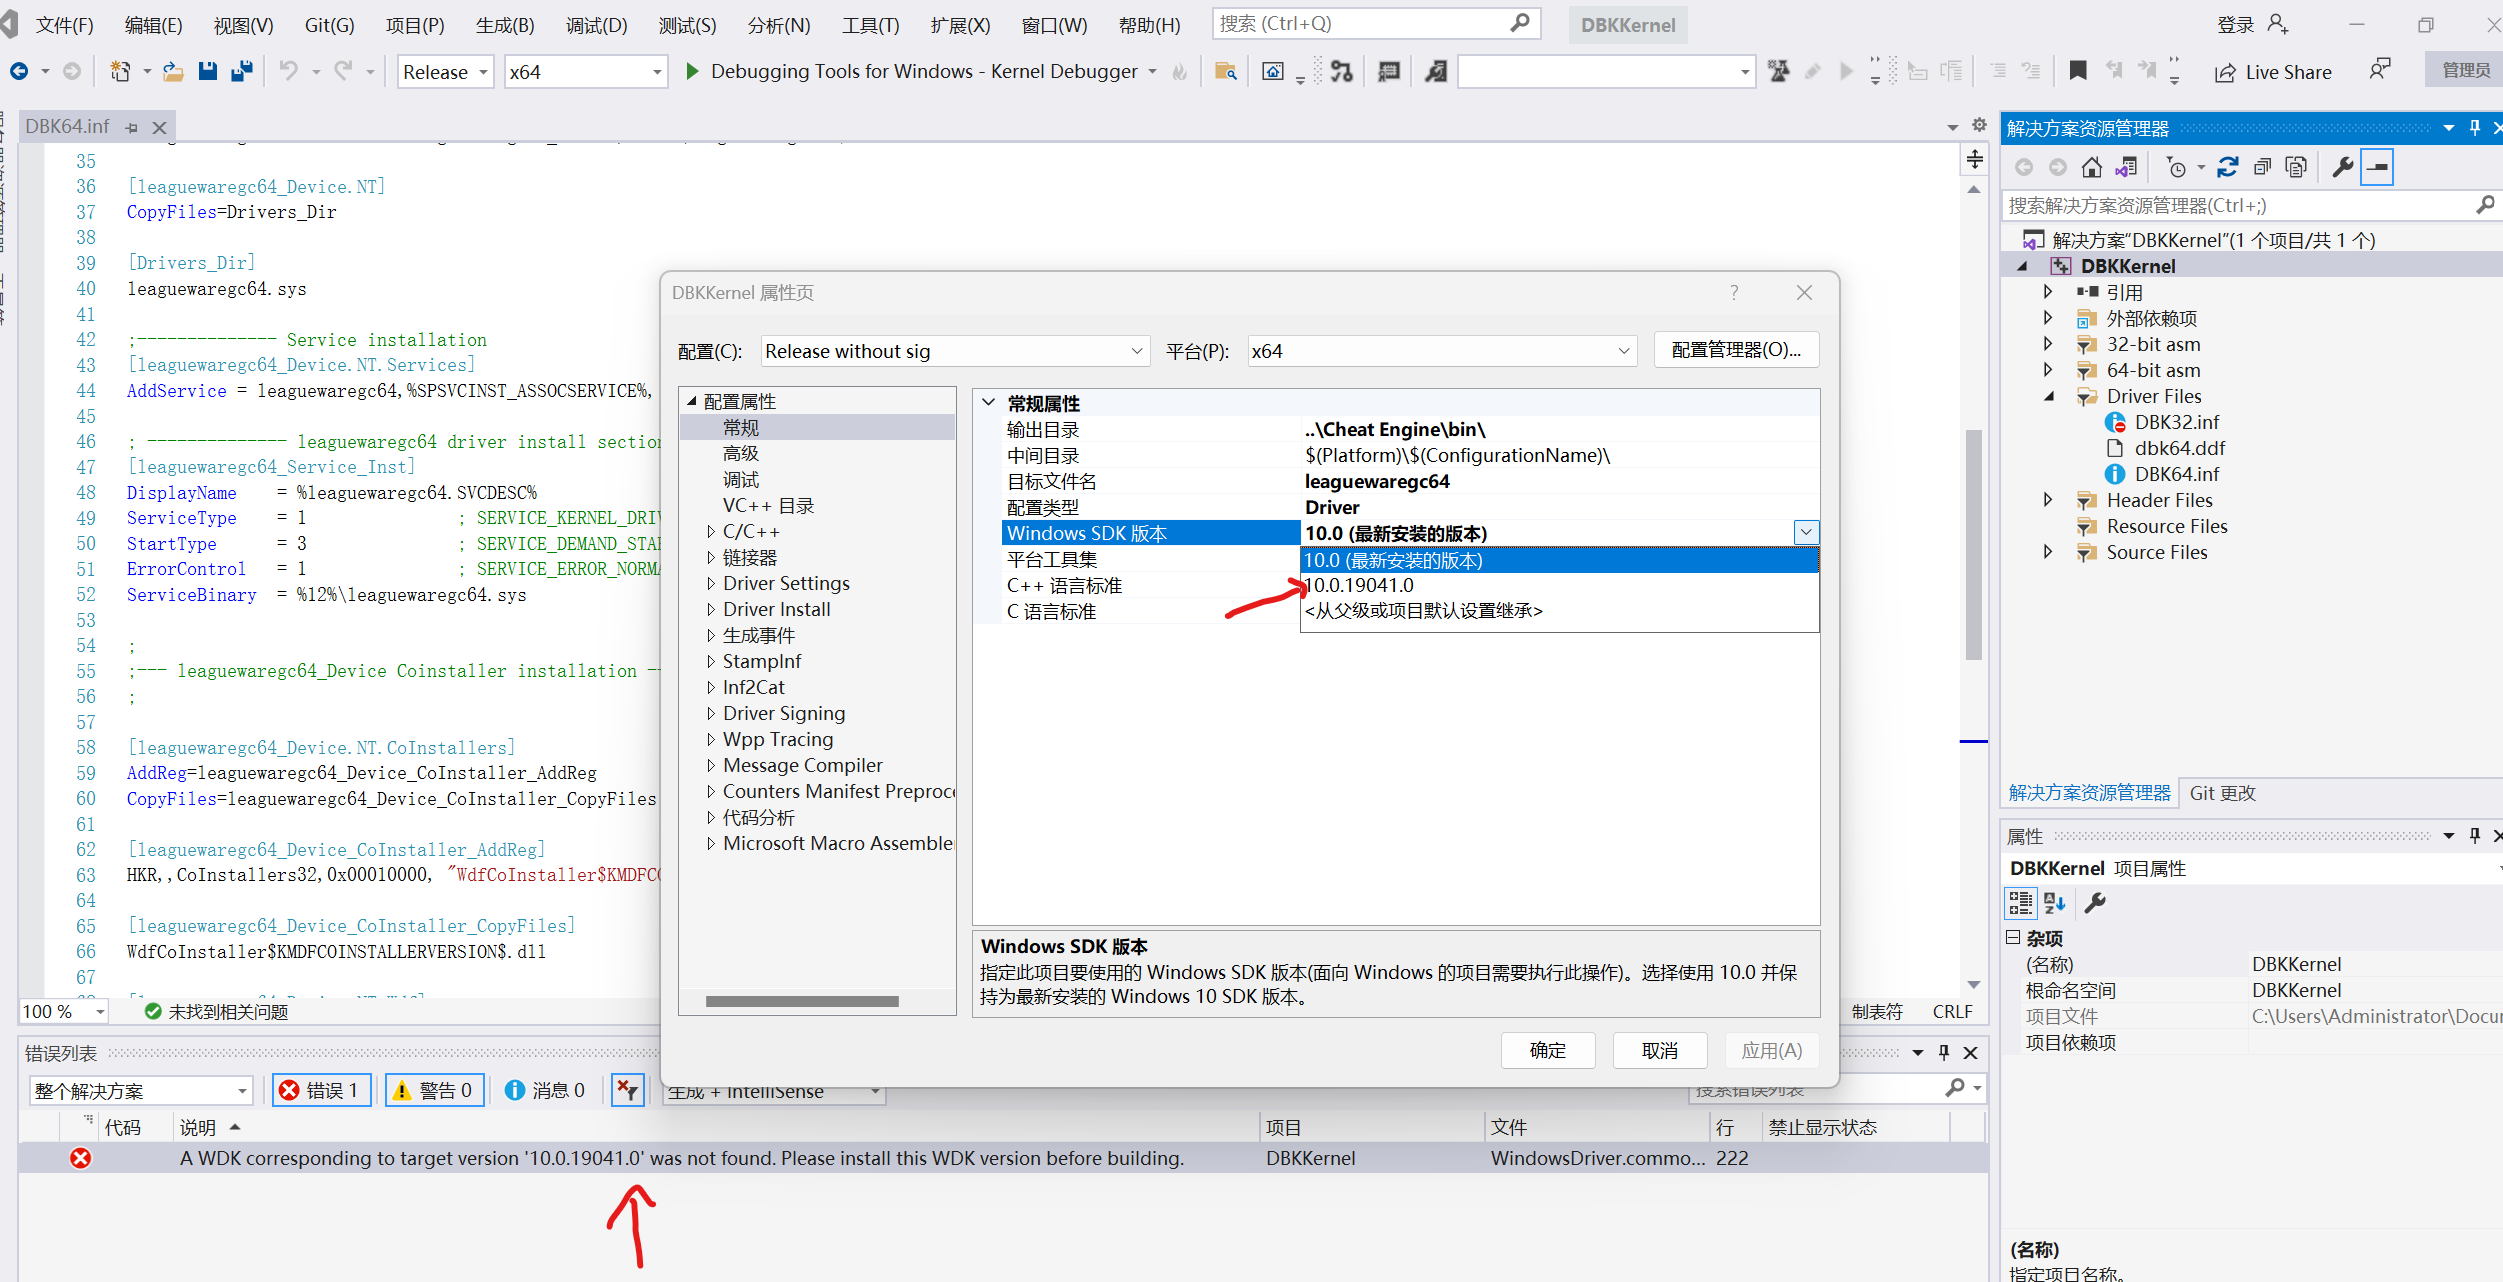 文件(F) 编辑(E) 视图(V) Git(G) 项目(P) 生成(B) 调试(D) 测试(S) 分析(N) 工具(T) 扩展(X) 窗口(W) 帮助(H) 搜索 (Ctrl+Q) DBKKernel 登录
Release x64 Debugging Tools for Windows - Kernel Debugger Live Share 管理员
DBK64.inf
35
36 [leaguewaregc64_Device.NT]
37 CopyFiles=Drivers_Dir
38
39 [Drivers_Dir]
40 leaguewaregc64.sys
41
42 ;-------------- Service installation
43 [leaguewaregc64_Device.NT.Services]
44 AddService = leaguewaregc64,%SPSVCINST_ASSOCSERVICE%,
45
46 ; -------------- leaguewaregc64 driver install section
47 [leaguewaregc64_Service_Inst]
48 DisplayName = %leaguewaregc64.SVCDESC%
49 ServiceType = 1 ; SERVICE_KERNEL_DRIV
50 StartType = 3 ; SERVICE_DEMAND_STA
51 ErrorControl = 1 ; SERVICE_ERROR_NORMA
52 ServiceBinary = %12%\leaguewaregc64.sys
53
54 ;
55 ;--- leaguewaregc64_Device Coinstaller installation --
56 ;
57
58 [leaguewaregc64_Device.NT.CoInstallers]
59 AddReg=leaguewaregc64_Device_CoInstaller_AddReg
60 CopyFiles=leaguewaregc64_Device_CoInstaller_CopyFiles
61
62 [leaguewaregc64_Device_CoInstaller_AddReg]
63 HKR,,CoInstallers32,0x00010000, "WdfCoInstaller$KMDFCO
64
65 [leaguewaregc64_Device_CoInstaller_CopyFiles]
66 WdfCoInstaller$KMDFCOINSTALLERVERSION$.dll
67
100 % 未找到相关问题 制表符 CRLF
DBKKernel 属性页 ?
配置(C): Release without sig 平台(P): x64 配置管理器(O)...
配置属性
常规
高级
调试
VC++ 目录
C/C++
链接器
Driver Settings
Driver Install
生成事件
StampInf
Inf2Cat
Driver Signing
Wpp Tracing
Message Compiler
Counters Manifest Preproce
代码分析
Microsoft Macro Assembler
常规属性
输出目录 ..\Cheat Engine\bin\
中间目录 $(Platform)\$(ConfigurationName)\
目标文件名 leaguewaregc64
配置类型 Driver
Windows SDK 版本 10.0 (最新安装的版本)
平台工具集 10.0 (最新安装的版本)
C++ 语言标准 10.0.19041.0
C 语言标准 <从父级或项目默认设置继承>
Windows SDK 版本
指定此项目要使用的 Windows SDK 版本(面向 Windows 的项目需要执行此操作)。选择使用 10.0 并保
持为最新安装的 Windows 10 SDK 版本。
确定 取消 应用(A)
解决方案资源管理器
搜索解决方案资源管理器(Ctrl+;)
解决方案“DBKKernel”(1 个项目/共 1 个)
DBKKernel
引用
外部依赖项
32-bit asm
64-bit asm
Driver Files
DBK32.inf
dbk64.ddf
DBK64.inf
Header Files
Resource Files
Source Files
解决方案资源管理器 Git 更改
属性
DBKKernel 项目属性
杂项
(名称) DBKKernel
根命名空间 DBKKernel
项目文件 C:\Users\Administrator\Docu
项目依赖项
(名称)
指定项目名称。
错误列表
整个解决方案 错误 1 警告 0 消息 0 生成 + IntelliSense 搜索错误列表
代码 说明 项目 文件 行 禁止显示状态
A WDK corresponding to target version '10.0.19041.0' was not found. Please install this WDK version before building. DBKKernel WindowsDriver.commo... 222